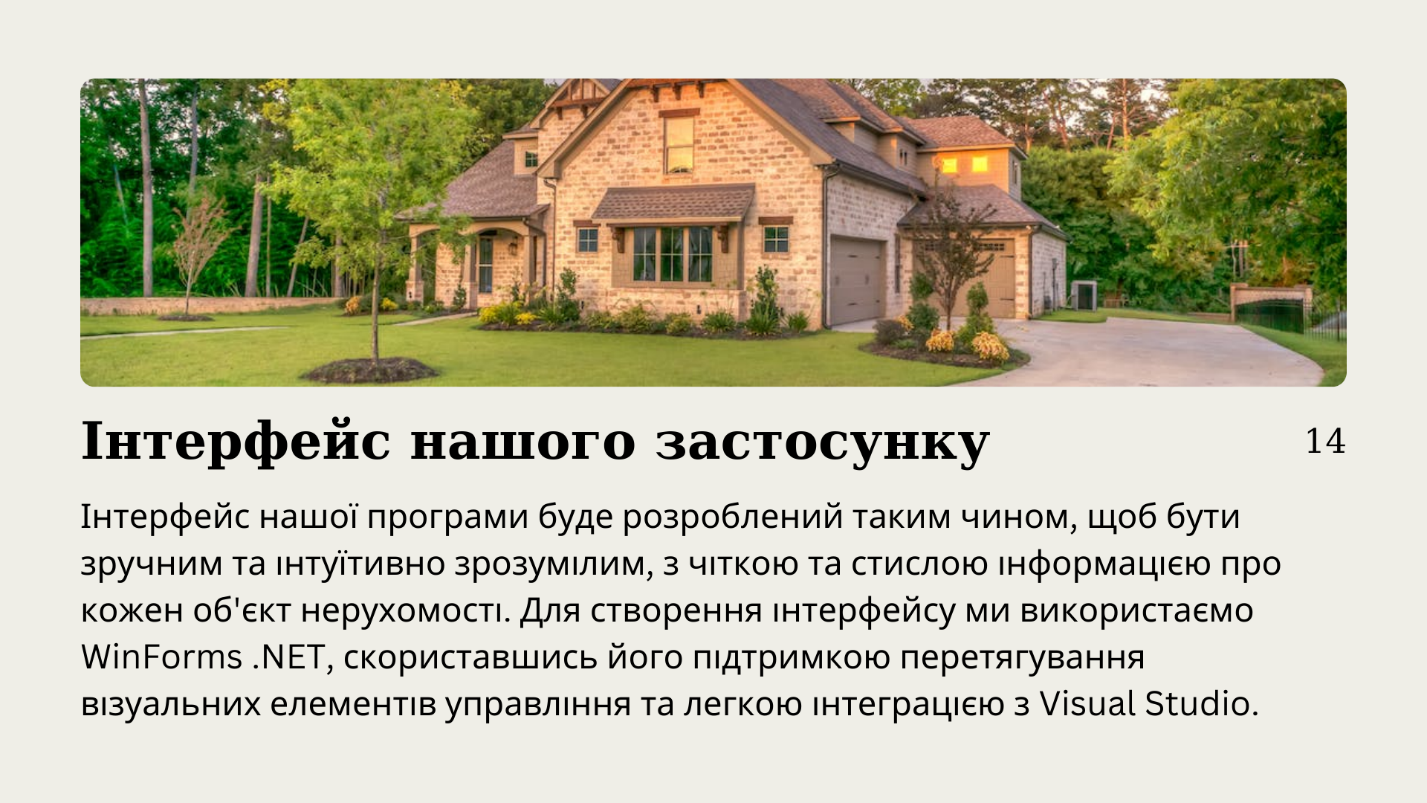 Інтерфейс нашого застосунку
14
Інтерфейс нашої програми буде розроблений таким чином, щоб бути
зручним та інтуїтивно зрозумілим, з чіткою та стислою інформацією про
кожен об'єкт нерухомості. Для створення інтерфейсу ми використаємо
WinForms .NET, скориставшись його підтримкою перетягування
візуальних елементів управління та легкою інтеграцією з Visual Studio.